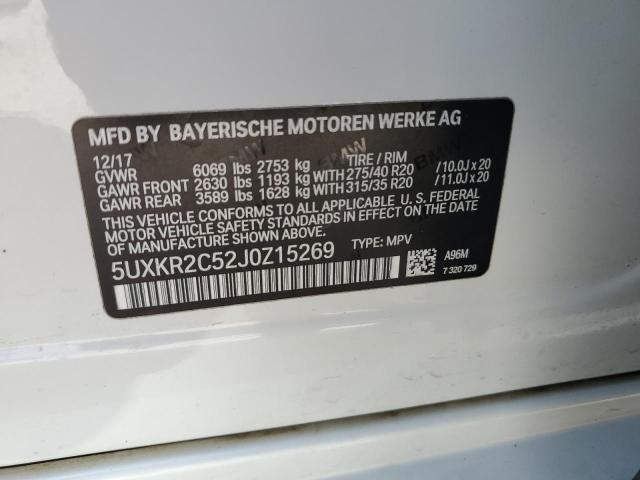 MFD BY BAYERISCHE MOTOREN WERKE AG
12/17
GVWR 6069 lbs 2753 kg TIRE / RIM
GAWR FRONT 2630 lbs 1193 kg WITH 275/40 R20 /10.0J x 20
GAWR REAR 3589 lbs 1628 kg WITH 315/35 R20 /11.0J x 20
THIS VEHICLE CONFORMS TO ALL APPLICABLE U. S. FEDERAL
MOTOR VEHICLE SAFETY STANDARDS IN EFFECT ON THE
DATE OF MANUFACTURE SHOWN ABOVE.
5UXKR2C52J0Z15269 TYPE: MPV
A96M
7 320 729
BMW